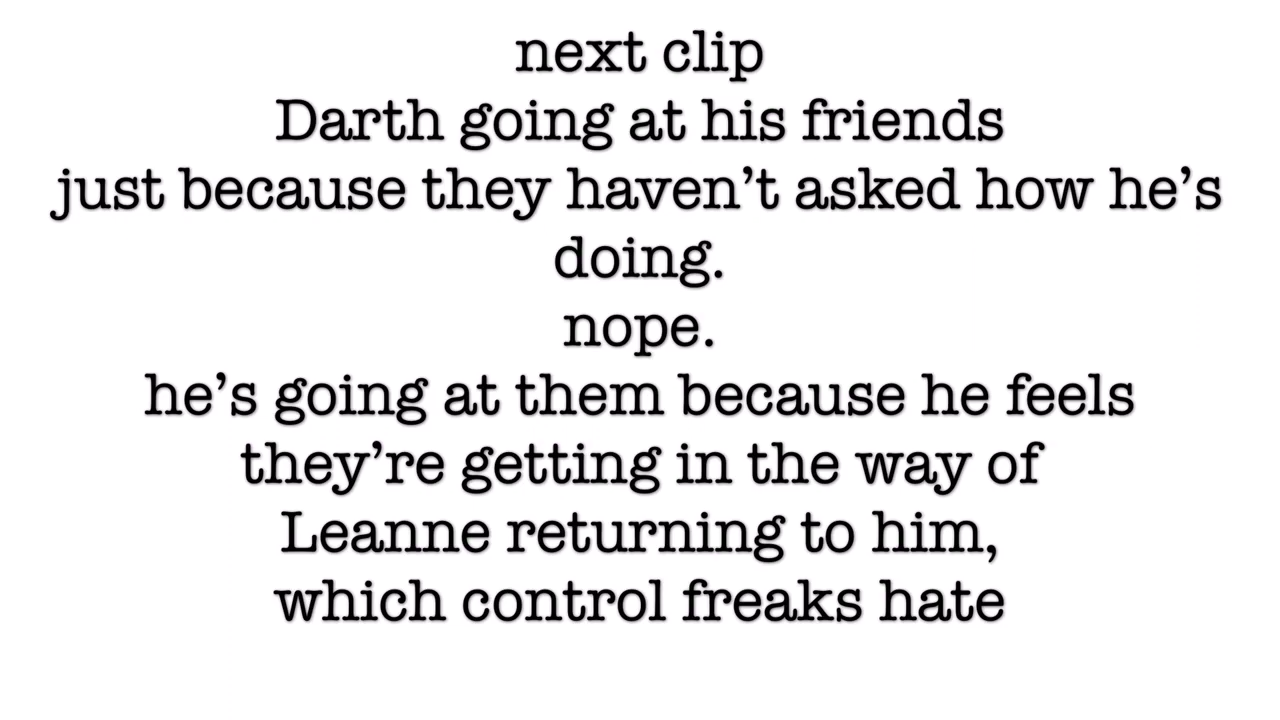 next clip
Darth going at his friends
just because they haven’t asked how he’s
doing.
nope.
he’s going at them because he feels
they’re getting in the way of
Leanne returning to him,
which control freaks hate